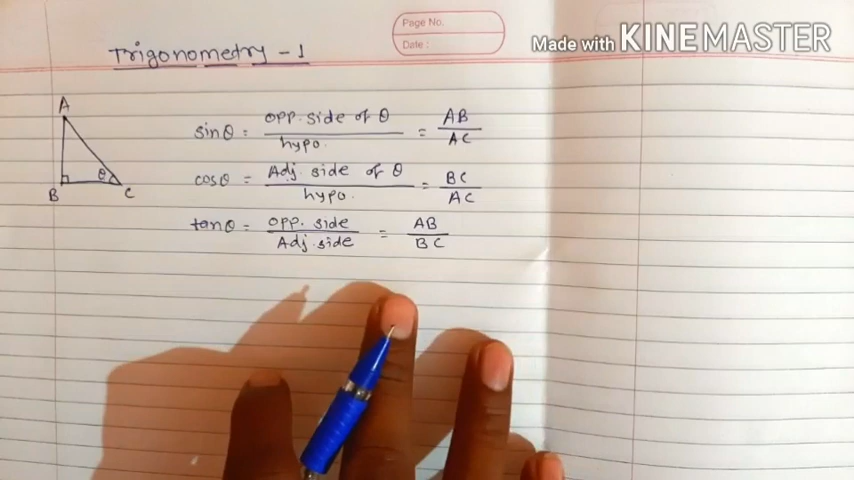 Page No.
Date :
Made with KINEMASTER
Trigonometry - 1
A
B
C
θ
sinθ = opp. side of θ / hypo. = AB / AC
cosθ = Adj. side of θ / hypo. = BC / AC
tanθ = opp. side / Adj. side = AB / BC